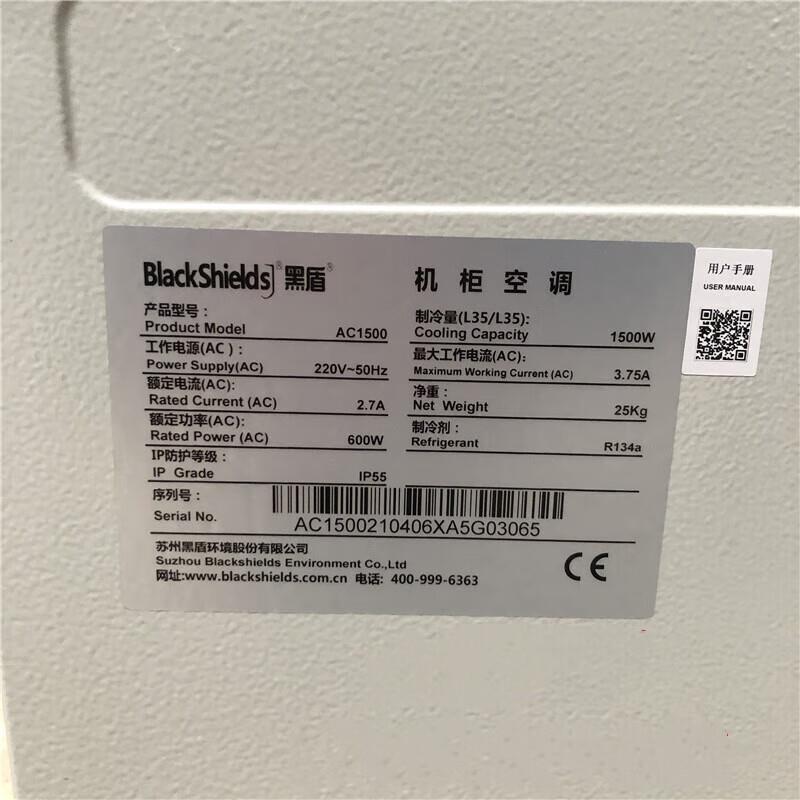 BlackShields® 黑盾®
机柜空调
产品型号：
Product Model AC1500
工作电源(AC)：
Power Supply(AC) 220V~50Hz
额定电流(AC):
Rated Current (AC) 2.7A
额定功率(AC):
Rated Power (AC) 600W
IP防护等级：
IP Grade IP55
制冷量(L35/L35):
Cooling Capacity 1500W
最大工作电流(AC):
Maximum Working Current (AC) 3.75A
净重：
Net Weight 25Kg
制冷剂：
Refrigerant R134a
序列号：
Serial No.
AC1500210406XA5G03065
苏州黑盾环境股份有限公司
Suzhou Blackshields Environment Co.,Ltd
网址:www.blackshields.com.cn 电话: 400-999-6363
CE
用户手册
USER MANUAL